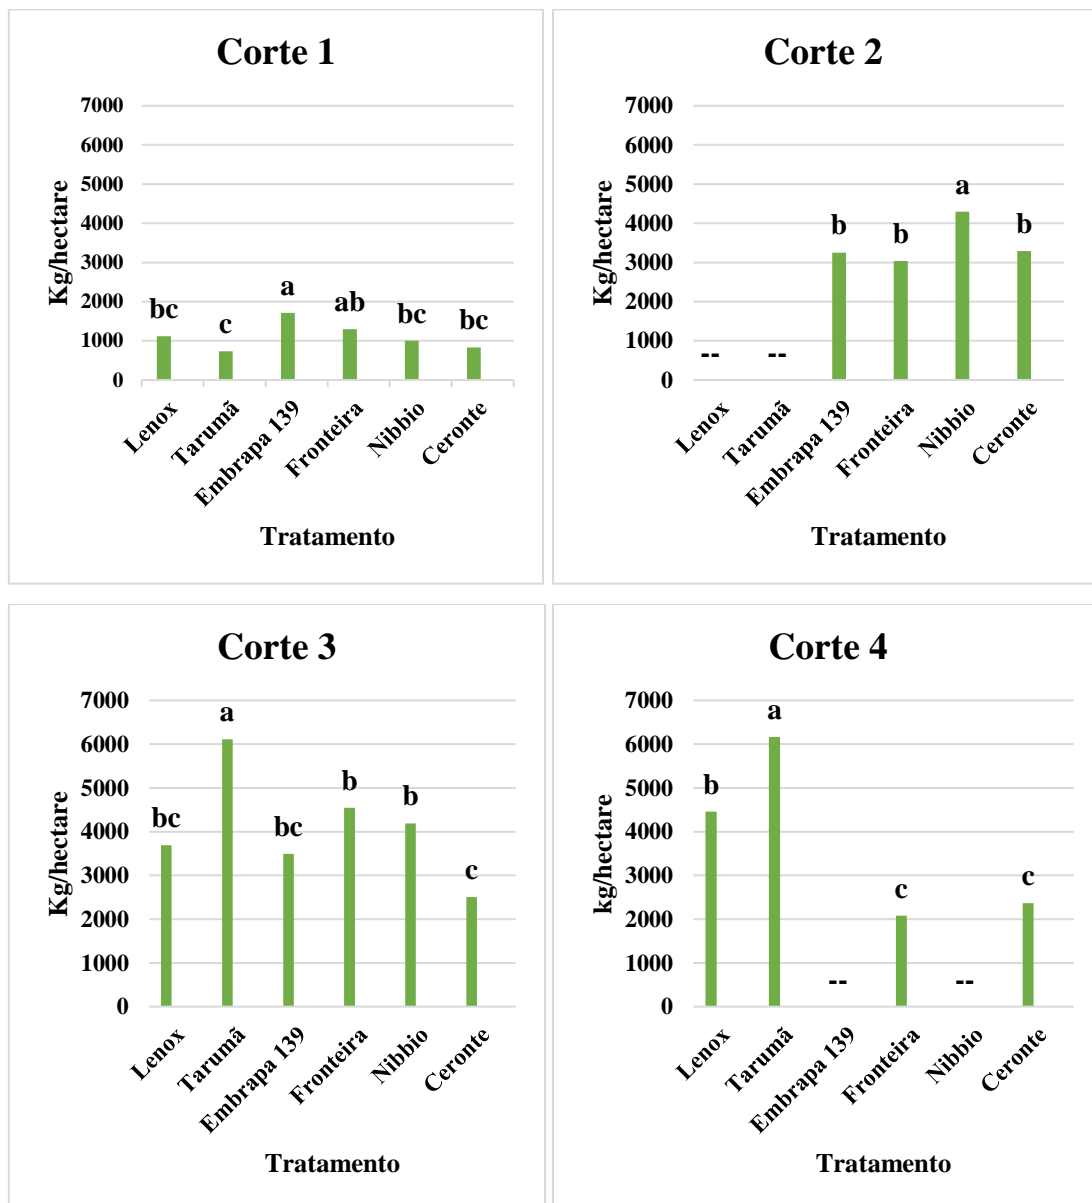 Corte 1
7000
6000
5000
4000
3000
2000
1000
0
Kg/hectare
bc
c
a
ab
bc
bc
Lenox
Tarumã
Embrapa 139
Fronteira
Nibbio
Ceronte
Tratamento
Corte 2
7000
6000
5000
4000
3000
2000
1000
0
Kg/hectare
--
--
b
b
a
b
Lenox
Tarumã
Embrapa 139
Fronteira
Nibbio
Ceronte
Tratamento
Corte 3
7000
6000
5000
4000
3000
2000
1000
0
Kg/hectare
bc
a
bc
b
b
c
Lenox
Tarumã
Embrapa 139
Fronteira
Nibbio
Ceronte
Tratamento
Corte 4
7000
6000
5000
4000
3000
2000
1000
0
kg/hectare
b
a
--
c
--
c
Lenox
Tarumã
Embrapa 139
Fronteira
Nibbio
Ceronte
Tratamento